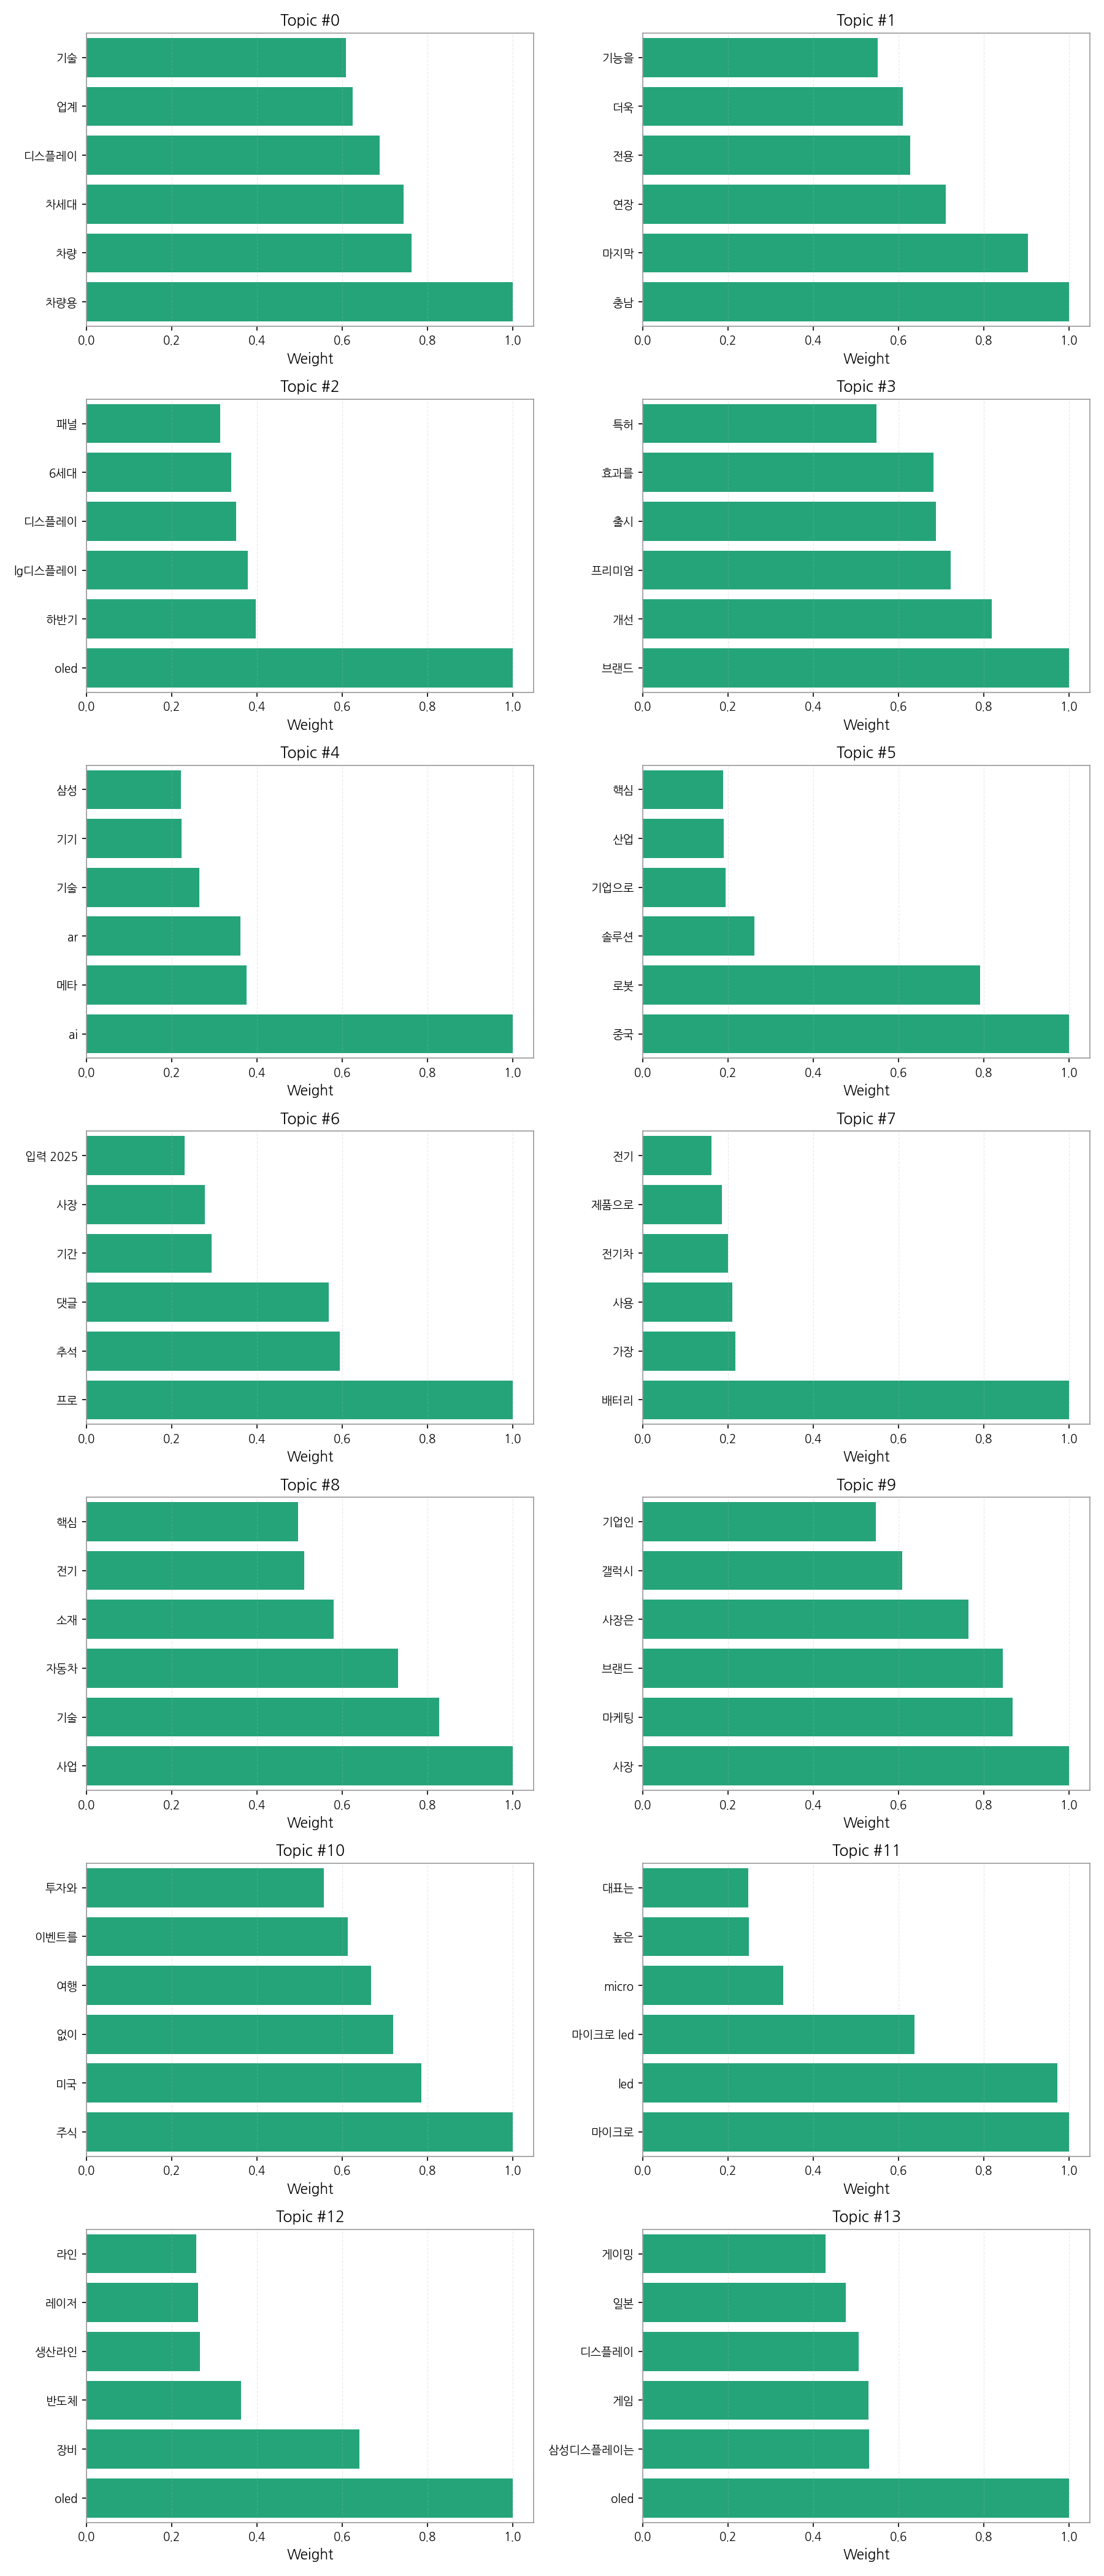 Topic #0
기술
업계
디스플레이
차세대
차량
차량용
0.0 0.2 0.4 0.6 0.8 1.0
Weight
Topic #1
기능을
더욱
전용
연장
마지막
충남
0.0 0.2 0.4 0.6 0.8 1.0
Weight
Topic #2
패널
6세대
디스플레이
lg디스플레이
하반기
oled
0.0 0.2 0.4 0.6 0.8 1.0
Weight
Topic #3
특허
효과를
출시
프리미엄
개선
브랜드
0.0 0.2 0.4 0.6 0.8 1.0
Weight
Topic #4
삼성
기기
기술
ar
메타
ai
0.0 0.2 0.4 0.6 0.8 1.0
Weight
Topic #5
핵심
산업
기업으로
솔루션
로봇
중국
0.0 0.2 0.4 0.6 0.8 1.0
Weight
Topic #6
입력 2025
사장
기간
댓글
추석
프로
0.0 0.2 0.4 0.6 0.8 1.0
Weight
Topic #7
전기
제품으로
전기차
사용
가장
배터리
0.0 0.2 0.4 0.6 0.8 1.0
Weight
Topic #8
핵심
전기
소재
자동차
기술
사업
0.0 0.2 0.4 0.6 0.8 1.0
Weight
Topic #9
기업인
갤럭시
사장은
브랜드
마케팅
사장
0.0 0.2 0.4 0.6 0.8 1.0
Weight
Topic #10
투자와
이벤트를
여행
없이
미국
주식
0.0 0.2 0.4 0.6 0.8 1.0
Weight
Topic #11
대표는
높은
micro
마이크로 led
led
마이크로
0.0 0.2 0.4 0.6 0.8 1.0
Weight
Topic #12
라인
레이저
생산라인
반도체
장비
oled
0.0 0.2 0.4 0.6 0.8 1.0
Weight
Topic #13
게이밍
일본
디스플레이
게임
삼성디스플레이는
oled
0.0 0.2 0.4 0.6 0.8 1.0
Weight